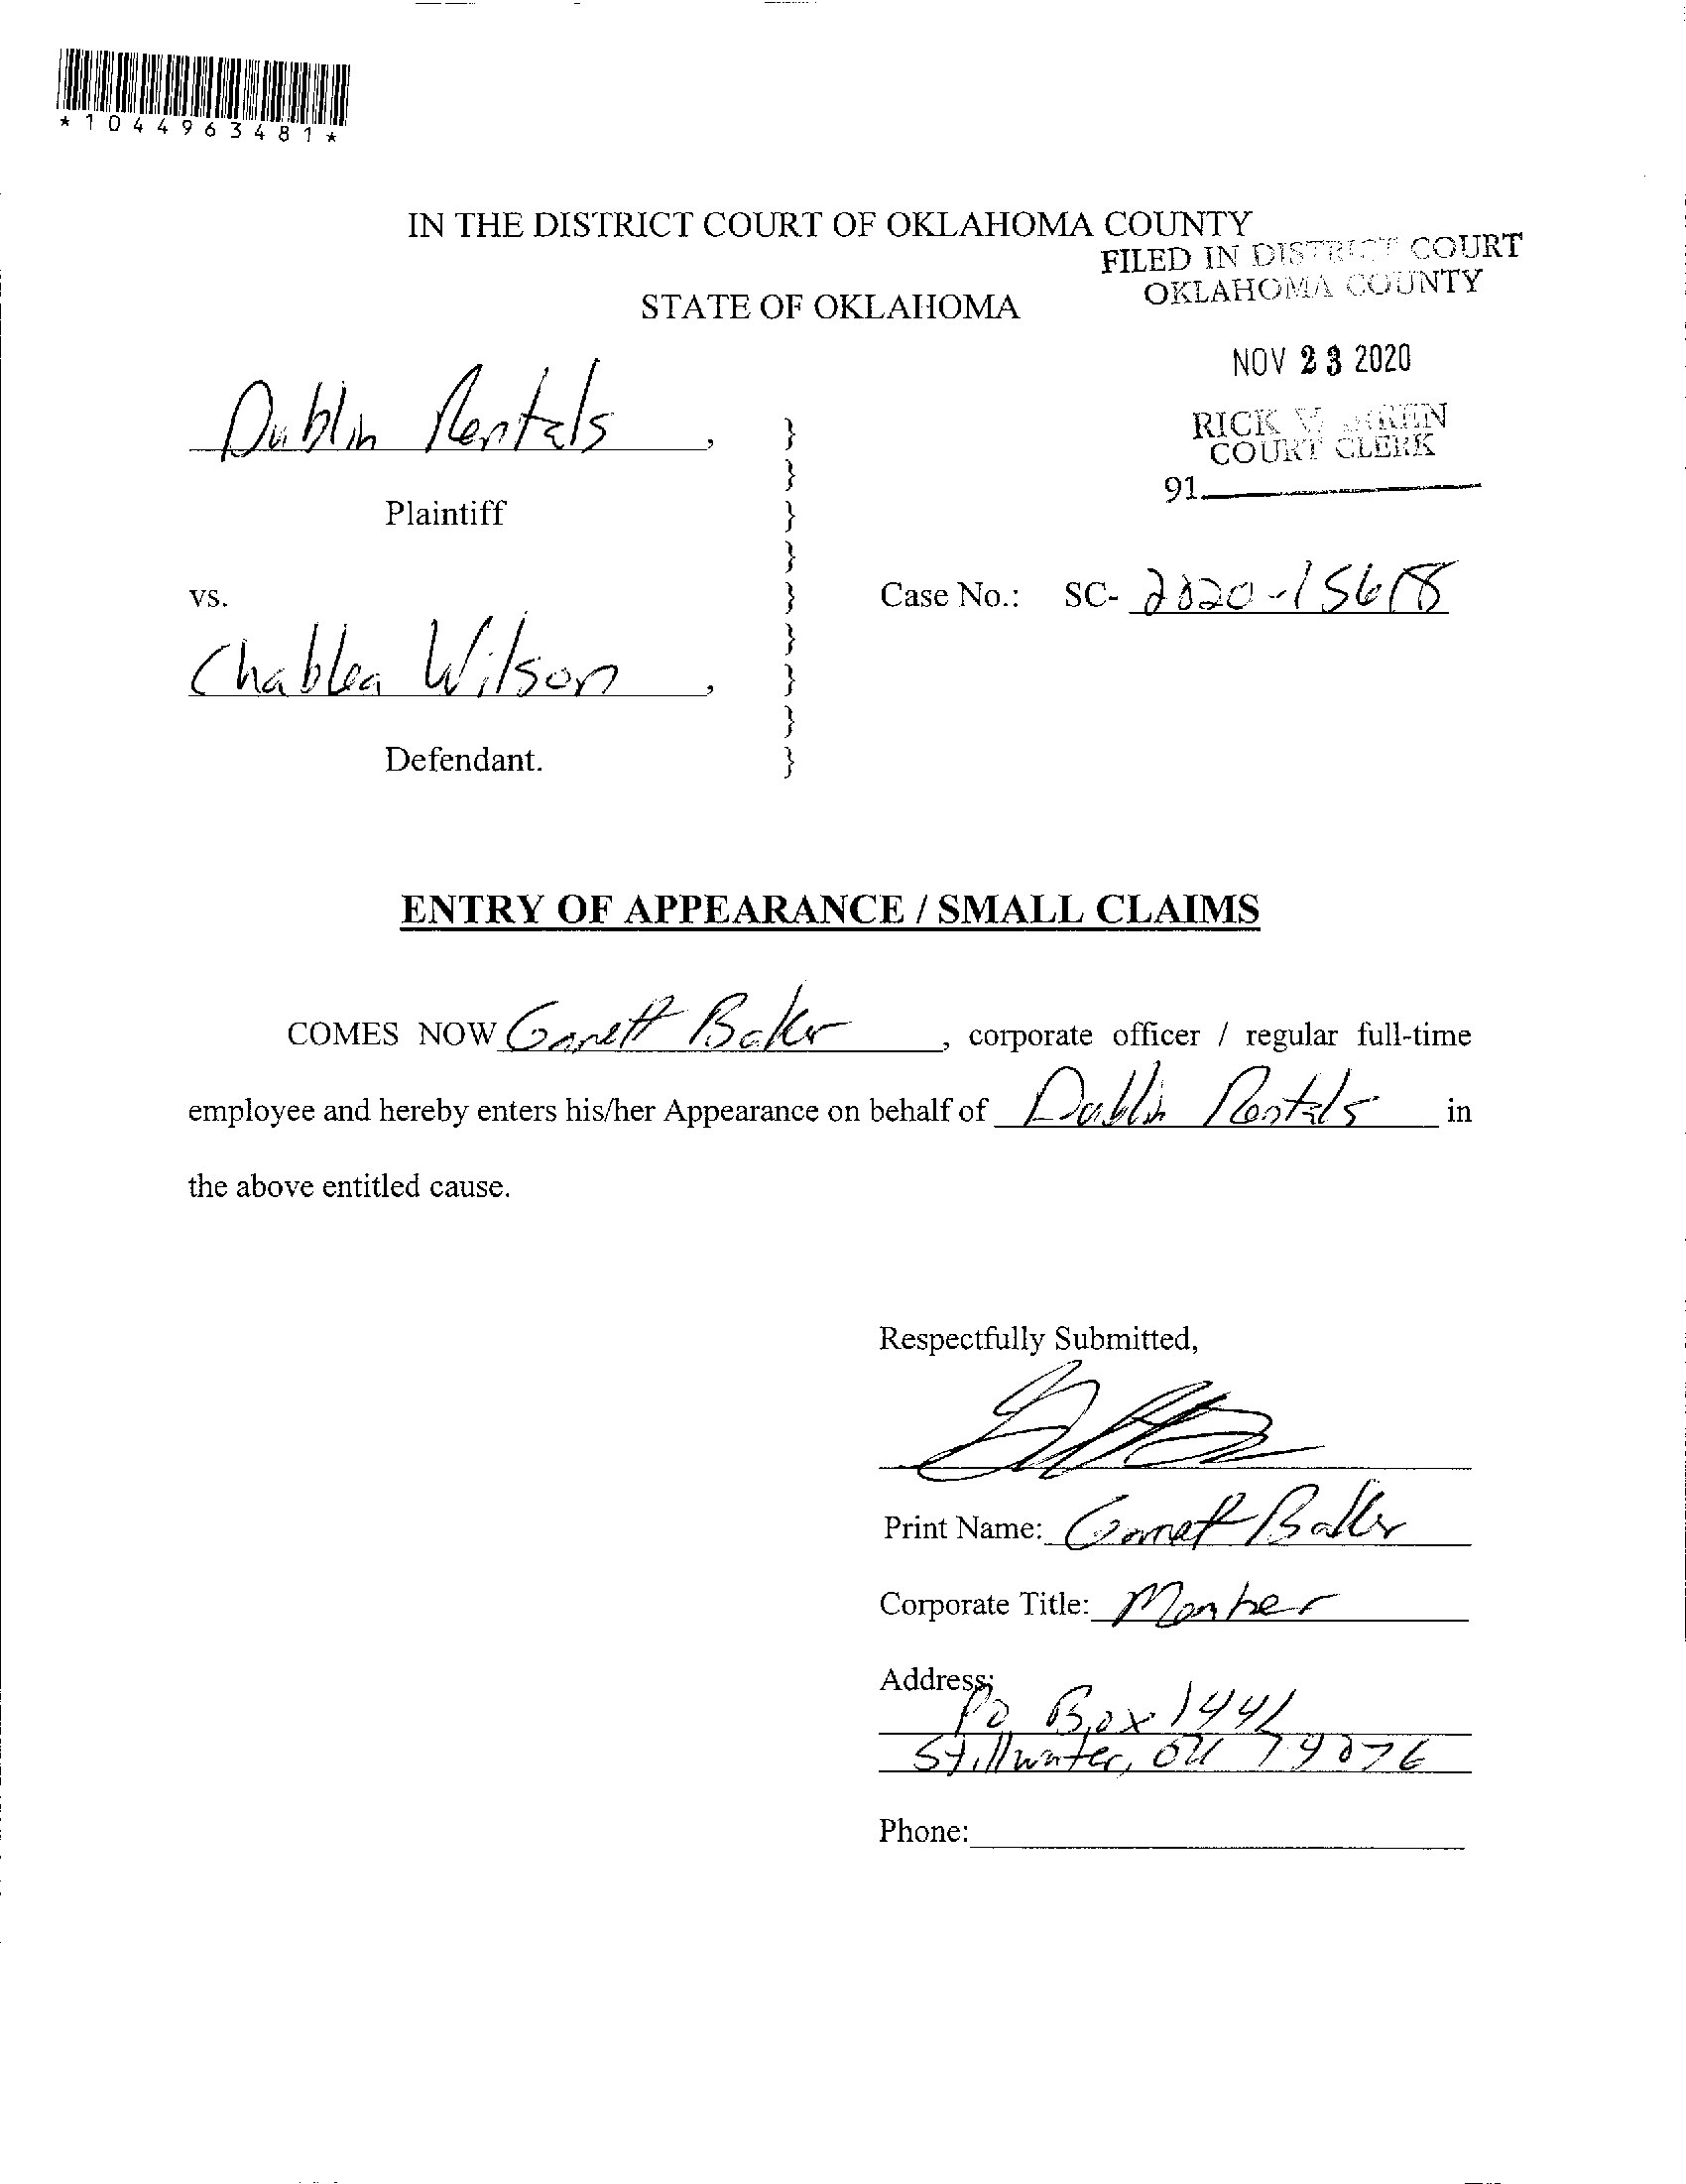 *1044963481*
IN THE DISTRICT COURT OF OKLAHOMA COUNTY
FILED IN DISTRICT COURT
OKLAHOMA COUNTY
STATE OF OKLAHOMA
NOV 23 2020
Dublin Rentals,
}
RICK WARREN
COURT CLERK
}
91
Plaintiff
}
}
vs.
}
Case No.: SC- 2020-15618
}
Chablea Wilson,
}
}
Defendant.
}
ENTRY OF APPEARANCE / SMALL CLAIMS
COMES NOW Garrett Baker, corporate officer / regular full-time
employee and hereby enters his/her Appearance on behalf of Dublin Rentals in
the above entitled cause.
Respectfully Submitted,
Print Name: Garrett Baker
Corporate Title: Member
Address:
PO Box 1441
Stillwater, OK 74076
Phone: